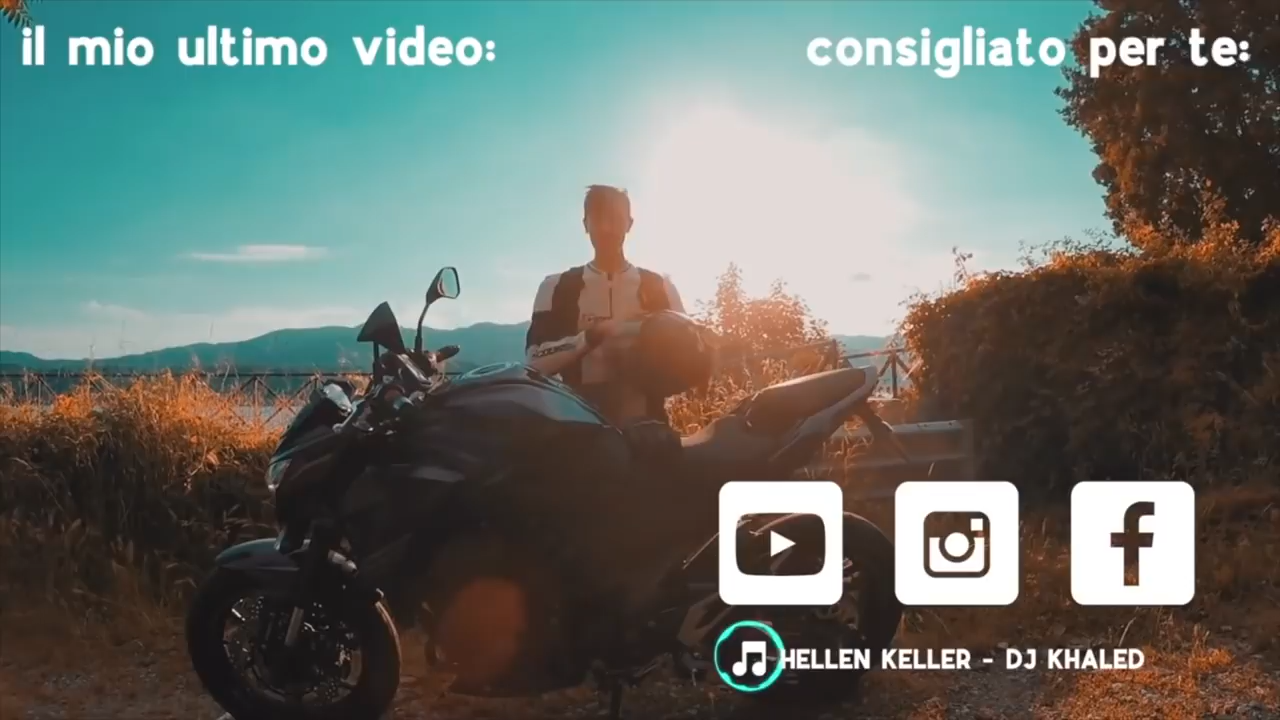 il mio ultimo video:
consigliato per te:
HELLEN KELLER - DJ KHALED